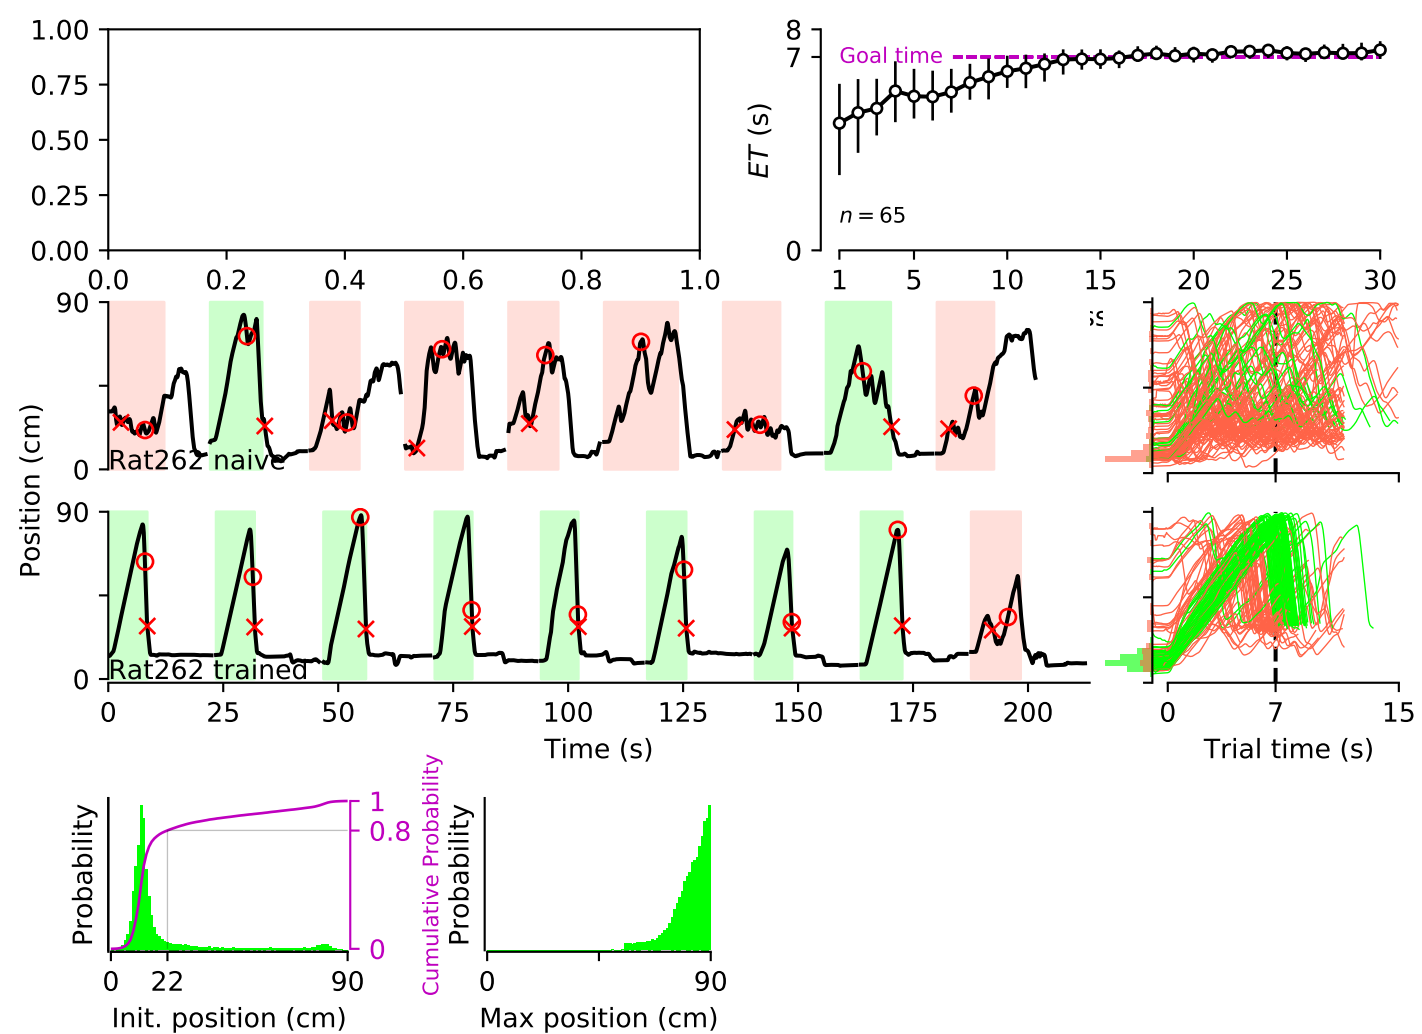 1.00
0.75
0.50
0.25
0.00
0.0 0.2 0.4 0.6 0.8 1.0
8
7
0
ET (s)
Goal time
n = 65
1 5 10 15 20 25 30
Position (cm)
90
0
Rat262 naive
90
0
Rat262 trained
0 25 50 75 100 125 150 175 200
Time (s)
0 7 15
Trial time (s)
Probability
1
0.8
0
Cumulative Probability
0 22 90
Init. position (cm)
Probability
0 90
Max position (cm)